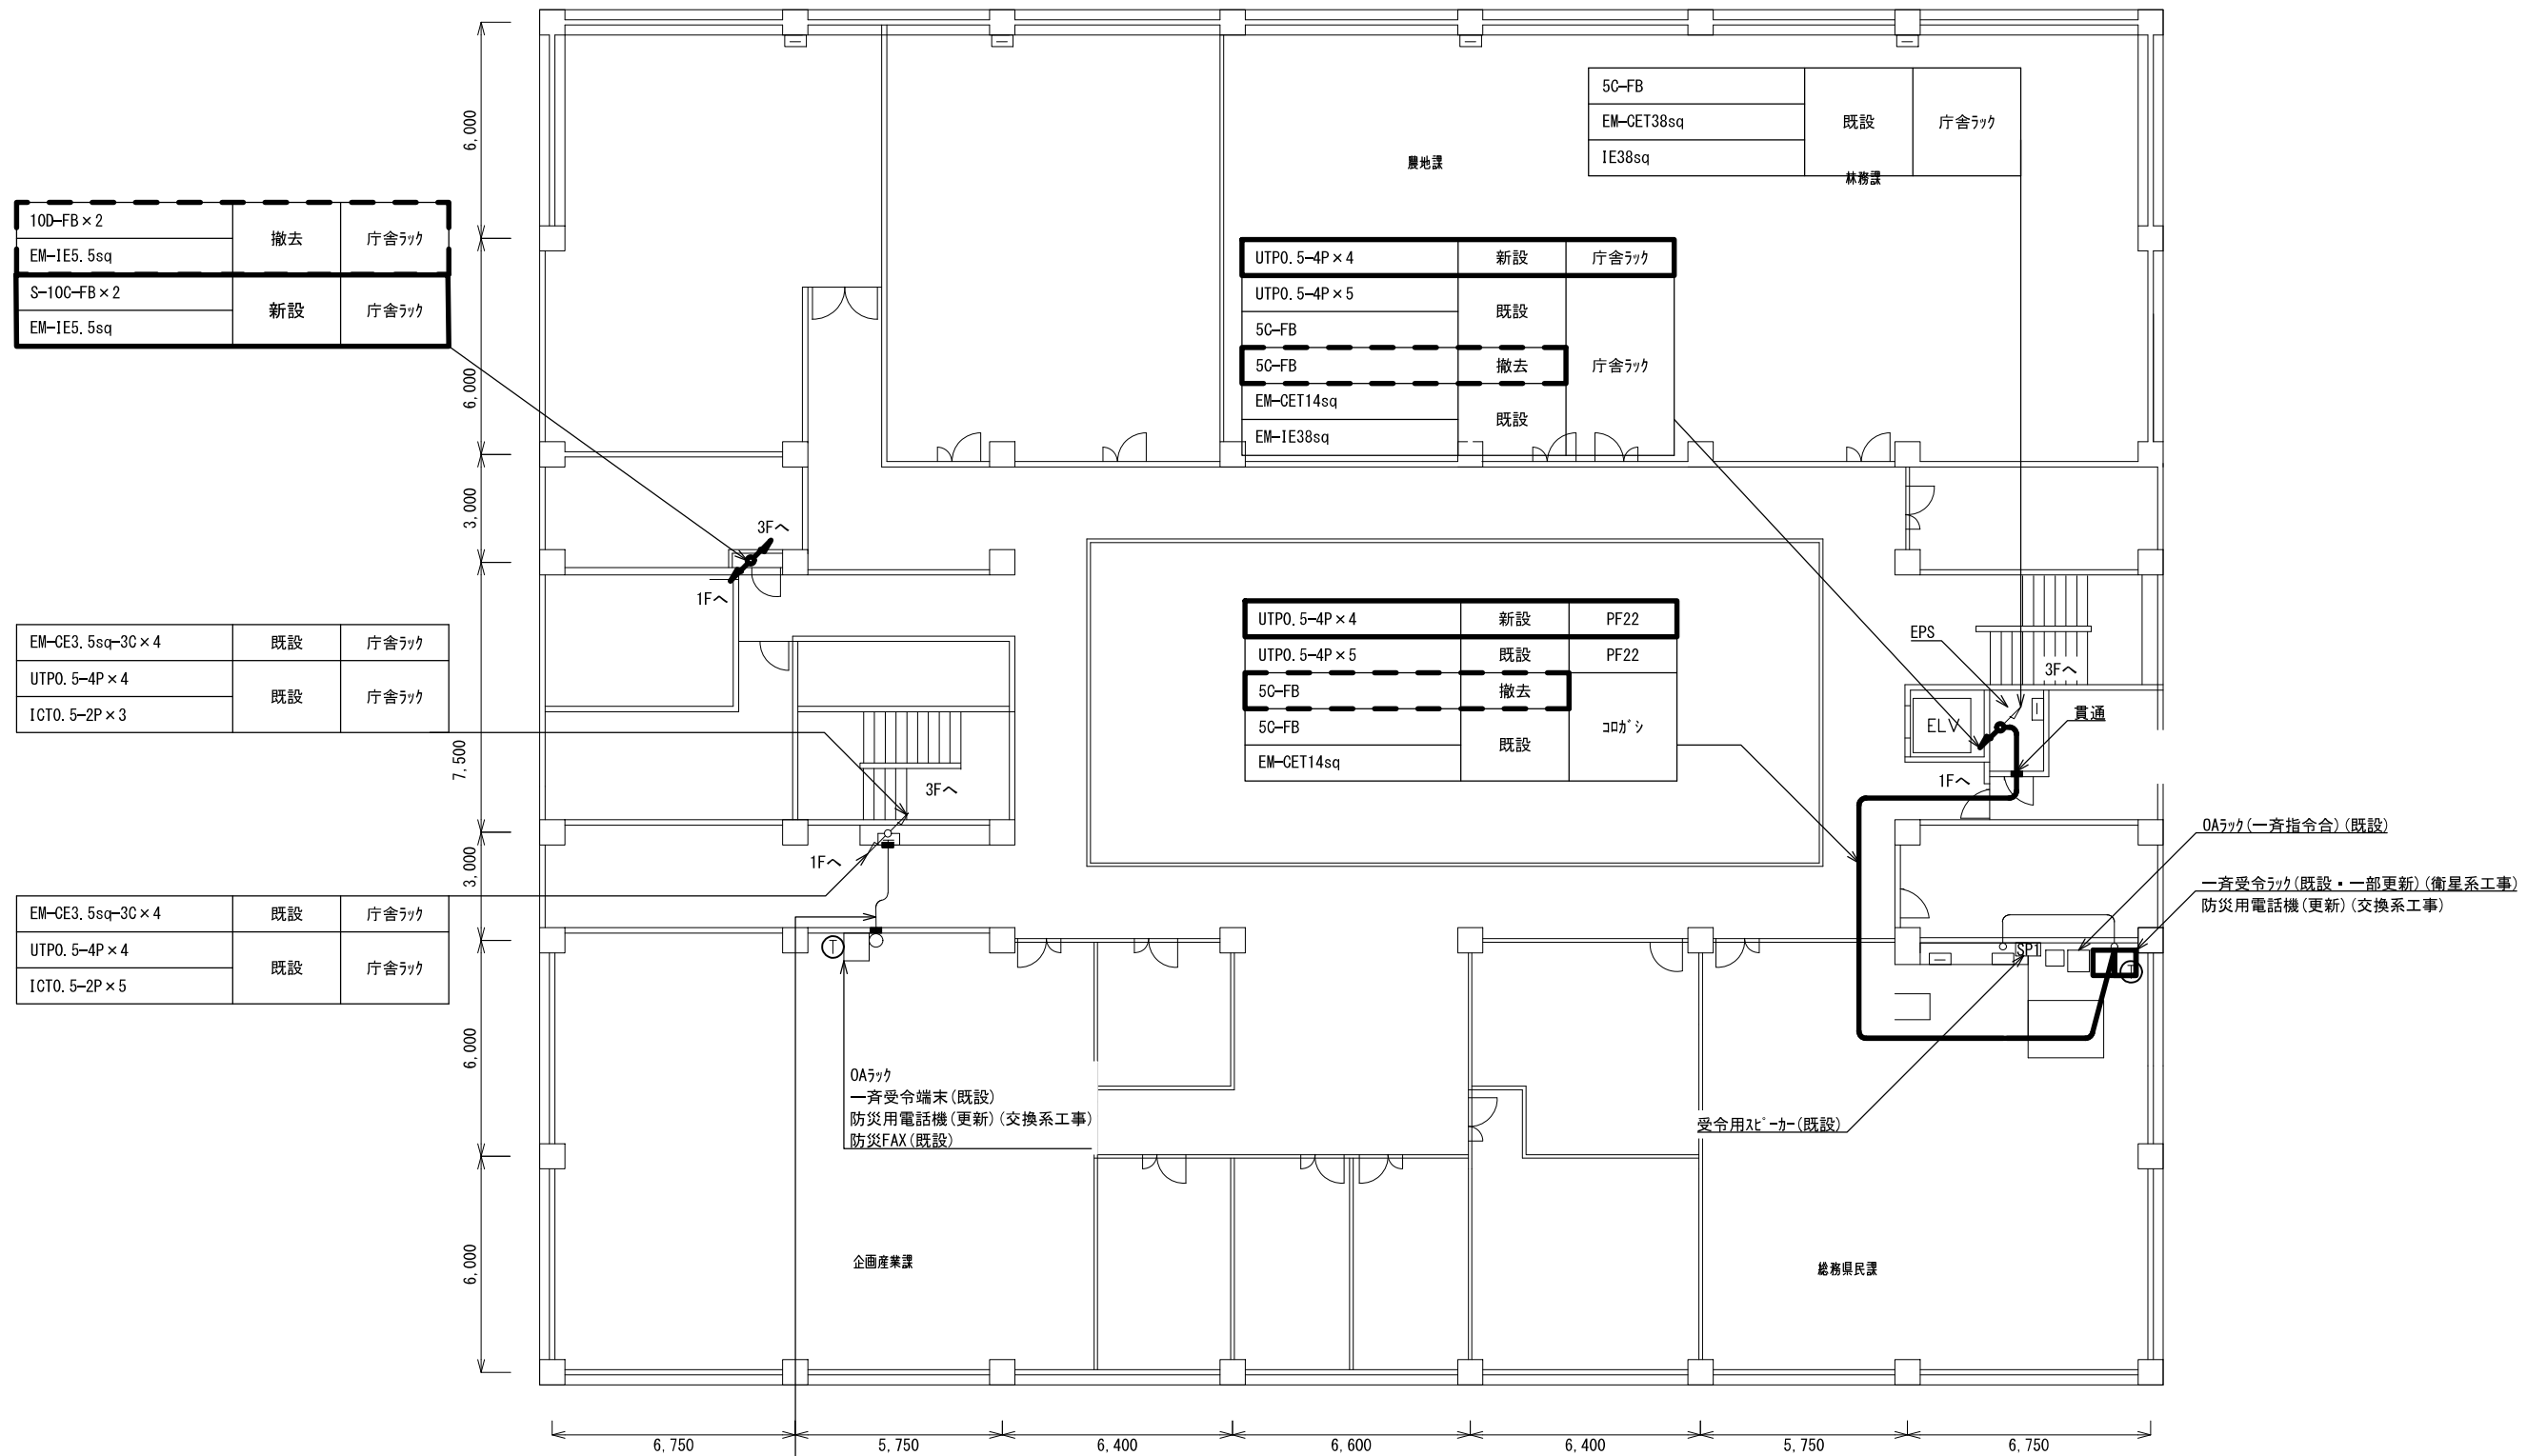 5C-FB
EM-CET38sq
IE38sq
既設
庁舎ﾗｯｸ
農地課
林務課
6,000
10D-FB×2
EM-IE5.5sq
撤去
庁舎ﾗｯｸ
S-10C-FB×2
EM-IE5.5sq
新設
庁舎ﾗｯｸ
UTP0.5-4P×4
新設
庁舎ﾗｯｸ
UTP0.5-4P×5
5C-FB
既設
5C-FB
撤去
庁舎ﾗｯｸ
EM-CET14sq
EM-IE38sq
既設
6,000
3,000
3Fへ
1Fへ
UTP0.5-4P×4
新設
PF22
UTP0.5-4P×5
既設
PF22
5C-FB
撤去
5C-FB
EM-CET14sq
既設
ｺﾛｶﾞｼ
EM-CE3.5sq-3C×4
既設
庁舎ﾗｯｸ
UTP0.5-4P×4
ICT0.5-2P×3
既設
庁舎ﾗｯｸ
EPS
3Fへ
ELV
貫通
1Fへ
7,500
3Fへ
1Fへ
3,000
OAﾗｯｸ(一斉指令台)(既設)
一斉受令ﾗｯｸ(既設・一部更新)(衛星系工事)
防災用電話機(更新)(交換系工事)
EM-CE3.5sq-3C×4
既設
庁舎ﾗｯｸ
UTP0.5-4P×4
ICT0.5-2P×5
既設
庁舎ﾗｯｸ
T
SP1
T
6,000
OAﾗｯｸ
一斉受令端末(既設)
防災用電話機(更新)(交換系工事)
防災FAX(既設)
受令用ｽﾋﾟｰｶｰ(既設)
6,000
企画産業課
総務県民課
6,750
5,750
6,400
6,600
6,400
5,750
6,750